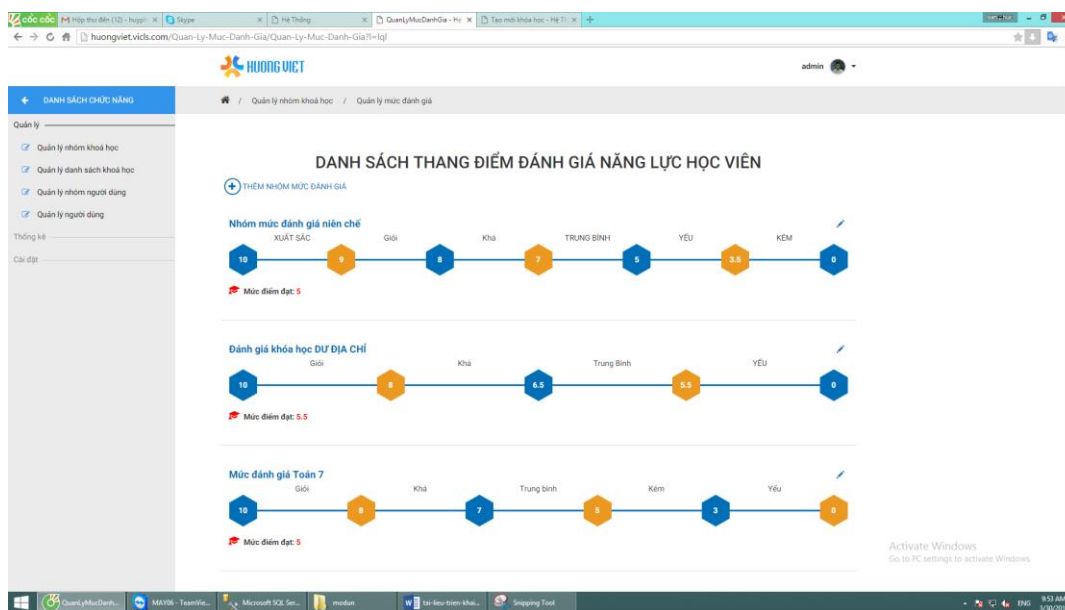 cốc cốc
Hộp thư đến (12) - huypl
Skype
Hệ Thống
QuanLyMucDanhGia - Hệ
Tạo mới khóa học - Hệ T
huongviet.vicls.com/Quan-Ly-Muc-Danh-Gia/Quan-Ly-Muc-Danh-Gia?l=lql
HUONG VIET
admin
DANH SÁCH CHỨC NĂNG
/ Quản lý nhóm khoá học / Quản lý mức đánh giá
Quản lý
Quản lý nhóm khoá học
Quản lý danh sách khoá học
Quản lý nhóm người dùng
Quản lý người dùng
Thống kê
Cài đặt
DANH SÁCH THANG ĐIỂM ĐÁNH GIÁ NĂNG LỰC HỌC VIÊN
THÊM NHÓM MỨC ĐÁNH GIÁ
Nhóm mức đánh giá niên chế
XUẤT SẮC Giỏi Khá TRUNG BÌNH YẾU KÉM
10 9 8 7 5 3.5 0
Mức điểm đạt: 5
Đánh giá khóa học DƯ ĐỊA CHÍ
Giỏi Khá Trung Bình YẾU
10 8 6.5 5.5 0
Mức điểm đạt: 5.5
Mức đánh giá Toán 7
Giỏi Khá Trung bình Kém Yếu
10 8 7 5 3 0
Mức điểm đạt: 5
Activate Windows
Go to PC settings to activate Windows.
QuanLyMucDanh...
MAY06 - TeamVie...
Microsoft SQL Ser...
modun
tai-lieu-trien-khai...
Snipping Tool
ENG
9:53 AM